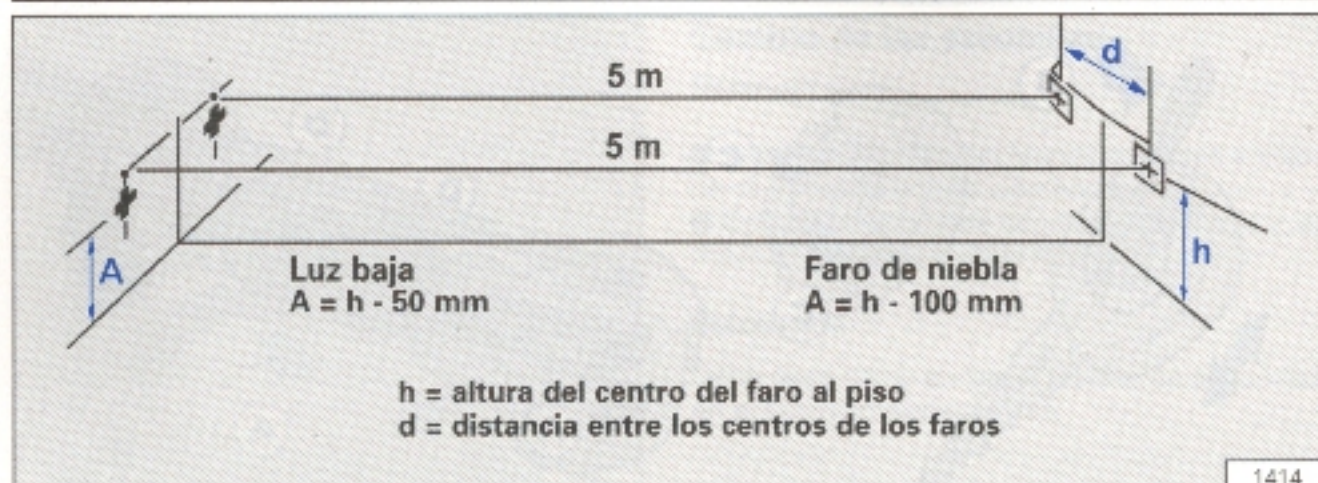 5 m
d
5 m
A
h
Luz baja
A = h - 50 mm
Faro de niebla
A = h - 100 mm
h = altura del centro del faro al piso
d = distancia entre los centros de los faros
1414